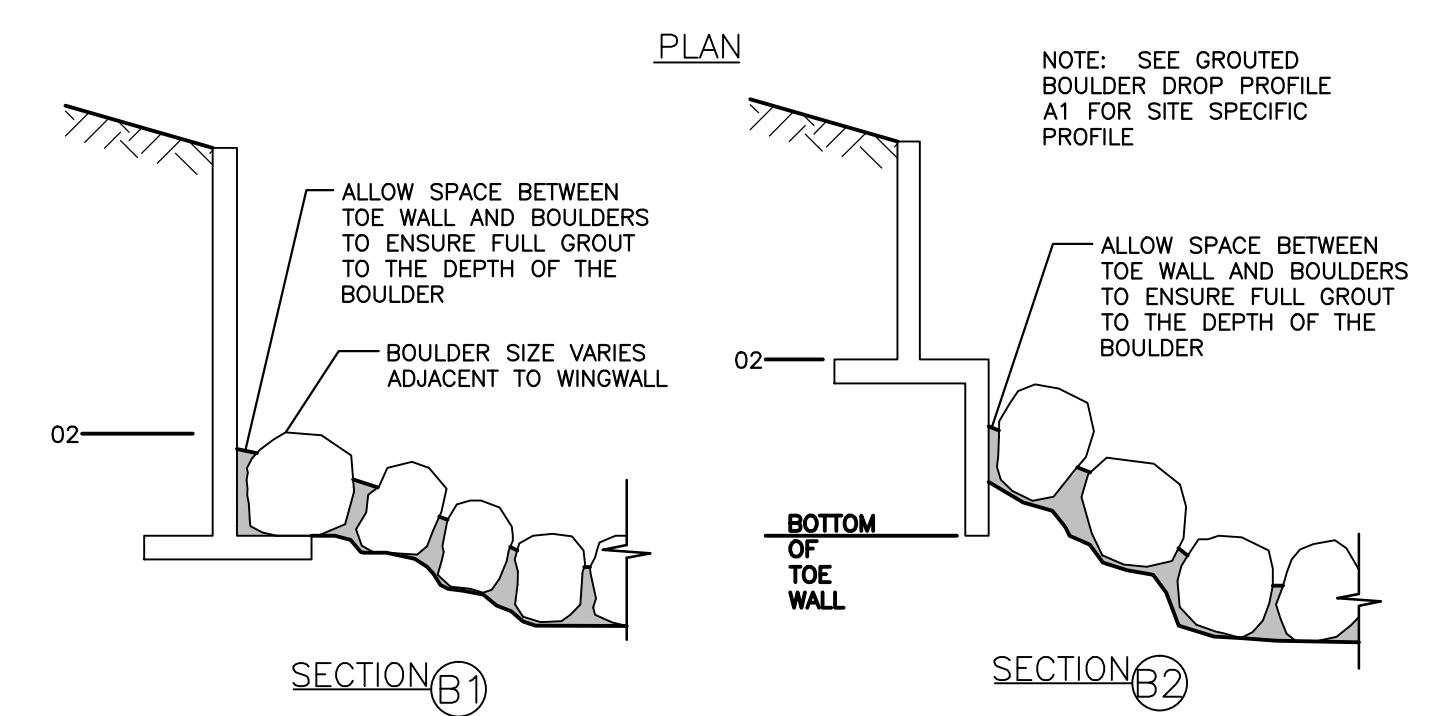 PLAN
NOTE: SEE GROUTED
BOULDER DROP PROFILE
A1 FOR SITE SPECIFIC
PROFILE
ALLOW SPACE BETWEEN
TOE WALL AND BOULDERS
TO ENSURE FULL GROUT
TO THE DEPTH OF THE
BOULDER
BOULDER SIZE VARIES
ADJACENT TO WINGWALL
02
SECTION B1
ALLOW SPACE BETWEEN
TOE WALL AND BOULDERS
TO ENSURE FULL GROUT
TO THE DEPTH OF THE
BOULDER
02
BOTTOM
OF
TOE
WALL
SECTION B2